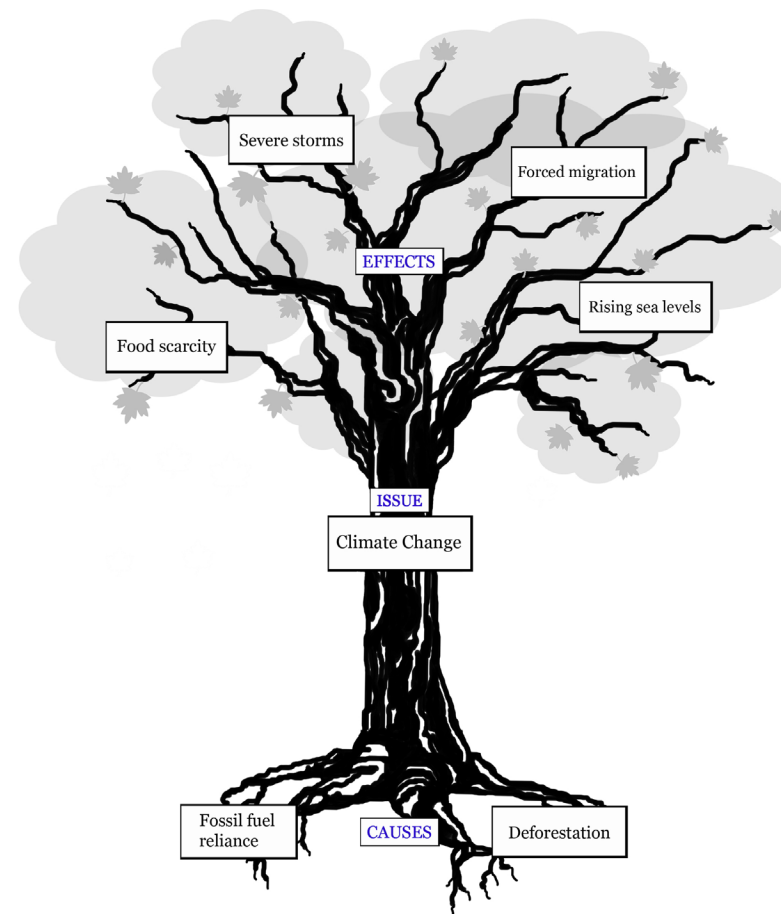 Severe storms
Forced migration
EFFECTS
Rising sea levels
Food scarcity
ISSUE
Climate Change
Fossil fuel
reliance
CAUSES
Deforestation